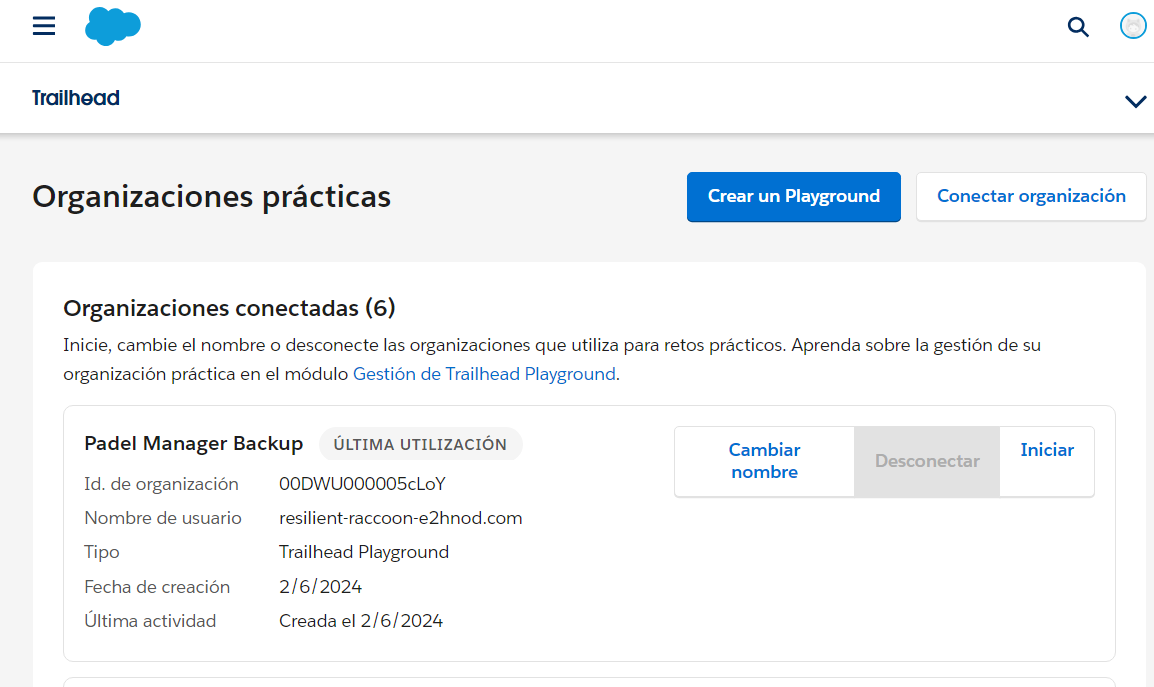 Trailhead
Organizaciones prácticas
Crear un Playground
Conectar organización
Organizaciones conectadas (6)
Inicie, cambie el nombre o desconecte las organizaciones que utiliza para retos prácticos. Aprenda sobre la gestión de su
organización práctica en el módulo Gestión de Trailhead Playground.
Padel Manager Backup ÚLTIMA UTILIZACIÓN
Cambiar
nombre
Desconectar
Iniciar
Id. de organización 00DWU000005cLoY
Nombre de usuario resilient-raccoon-e2hnod.com
Tipo Trailhead Playground
Fecha de creación 2/6/2024
Última actividad Creada el 2/6/2024